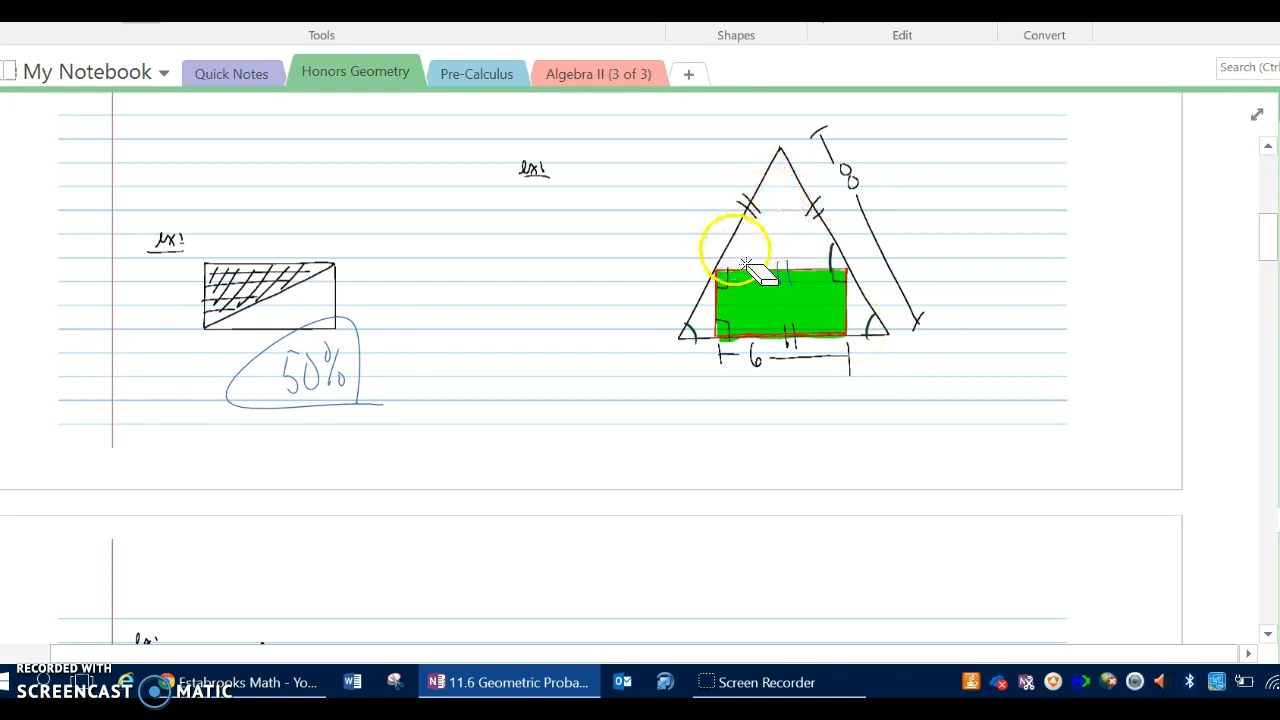 Tools Shapes Edit Convert
My Notebook Quick Notes Honors Geometry Pre-Calculus Algebra II (3 of 3) + Search (Ctrl
ex:
8
ex:
6
50%
ex:
RECORDED WITH
SCREENCAST MATIC
Estabrooks Math - Yo... 11.6 Geometric Proba... Screen Recorder